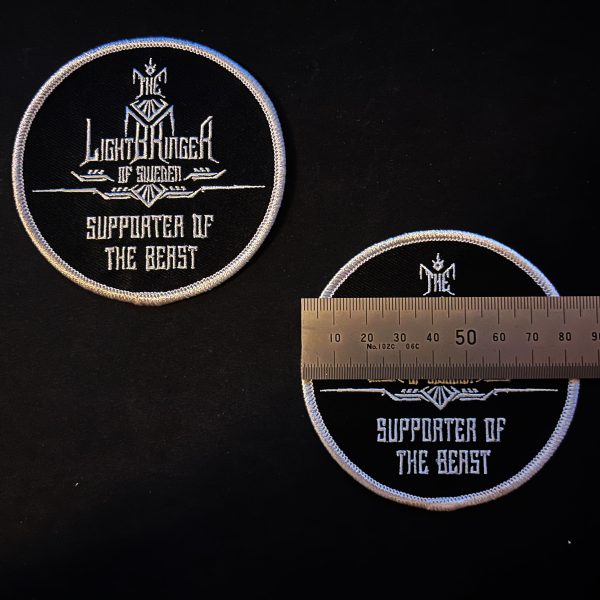 THE
LIGHTBRINGER
OF SWEDEN
SUPPORTER OF
THE BEAST
THE
10 20 30 40 50 60 70 80
No.102C 06C
SUPPORTER OF
THE BEAST